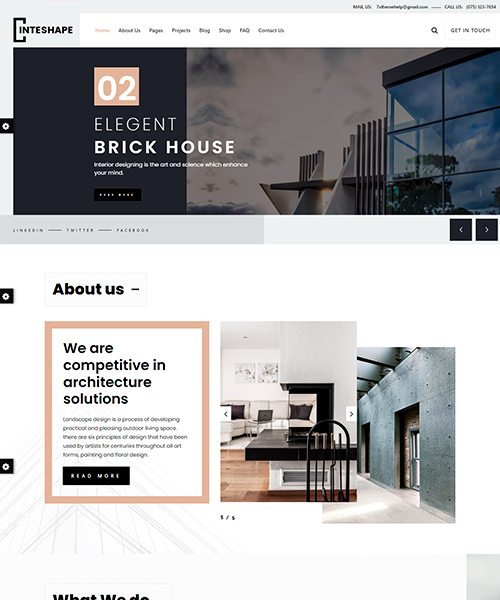 MAIL US: 7vthemehelp@gmail.com CALL US: (075) 123-7654
INTESHAPE
Home About Us Pages Projects Blog Shop FAQ Contact Us
GET IN TOUCH
02
ELEGENT
BRICK HOUSE
Interior designing is the art and science which enhance
your mind.
READ MORE
LINKEDIN TWITTER FACEBOOK
About us
We are
competitive in
architecture
solutions
Landscape design is a process of developing
practical and pleasing outdoor living space.
there are six principles of design that have been
used by artists for centuries throughout all art
forms, painting and floral design.
READ MORE
5 / 5
What We do